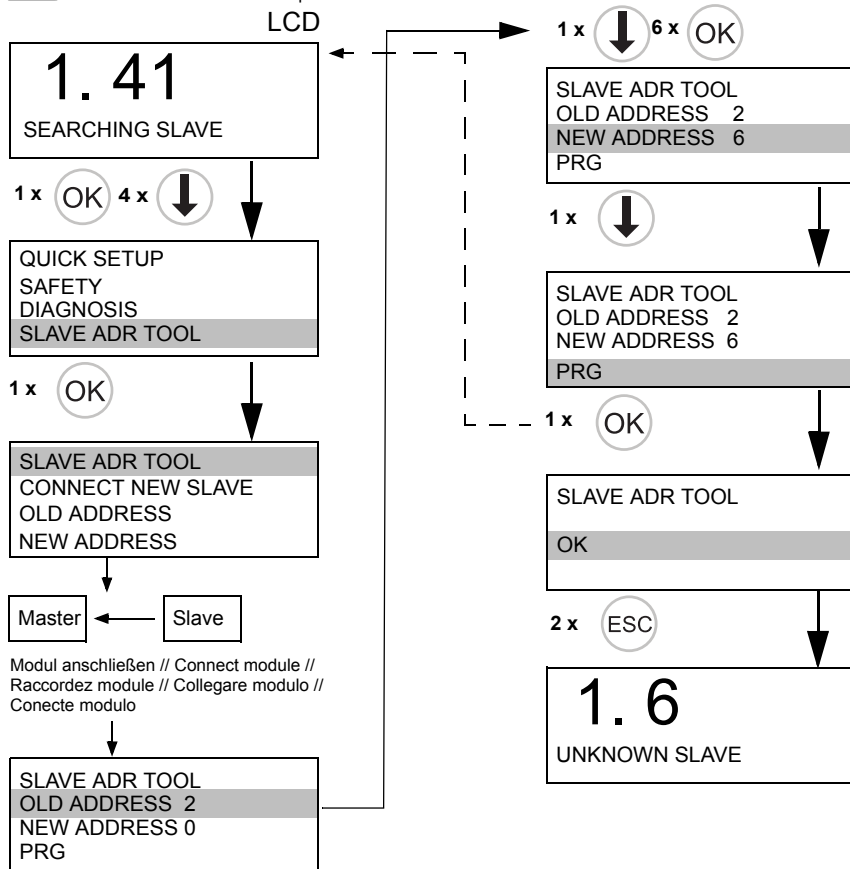 LCD
1. 41
SEARCHING SLAVE
1 x OK 4 x
QUICK SETUP
SAFETY
DIAGNOSIS
SLAVE ADR TOOL
1 x OK
SLAVE ADR TOOL
CONNECT NEW SLAVE
OLD ADDRESS
NEW ADDRESS
Master
Slave
Modul anschließen // Connect module //
Raccordez module // Collegare modulo //
Conecte modulo
SLAVE ADR TOOL
OLD ADDRESS 2
NEW ADDRESS 0
PRG
1 x 6 x OK
SLAVE ADR TOOL
OLD ADDRESS 2
NEW ADDRESS 6
PRG
1 x
SLAVE ADR TOOL
OLD ADDRESS 2
NEW ADDRESS 6
PRG
1 x OK
SLAVE ADR TOOL
OK
2 x ESC
1. 6
UNKNOWN SLAVE